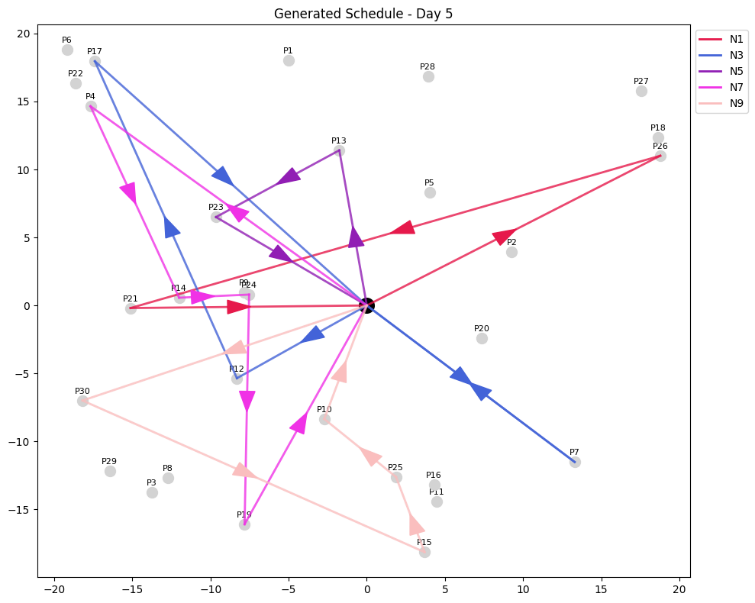 Generated Schedule - Day 5
20
15
10
5
0
−5
−10
−15
−20
−15
−10
−5
0
5
10
15
20
P6
P17
P1
P28
P22
P4
P27
P18
P26
P13
P5
P23
P2
P14
P9
P24
P21
P20
P12
P30
P10
P7
P29
P8
P3
P25
P16
P11
P19
P15
N1
N3
N5
N7
N9